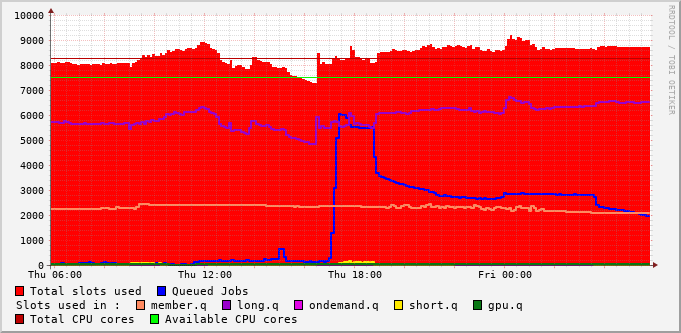 RRDTOOL / TOBI OETIKER
10000
9000
8000
7000
6000
5000
4000
3000
2000
1000
0
Thu 06:00 Thu 12:00 Thu 18:00 Fri 00:00
Total slots used Queued Jobs
Slots used in : member.q long.q ondemand.q short.q gpu.q
Total CPU cores Available CPU cores